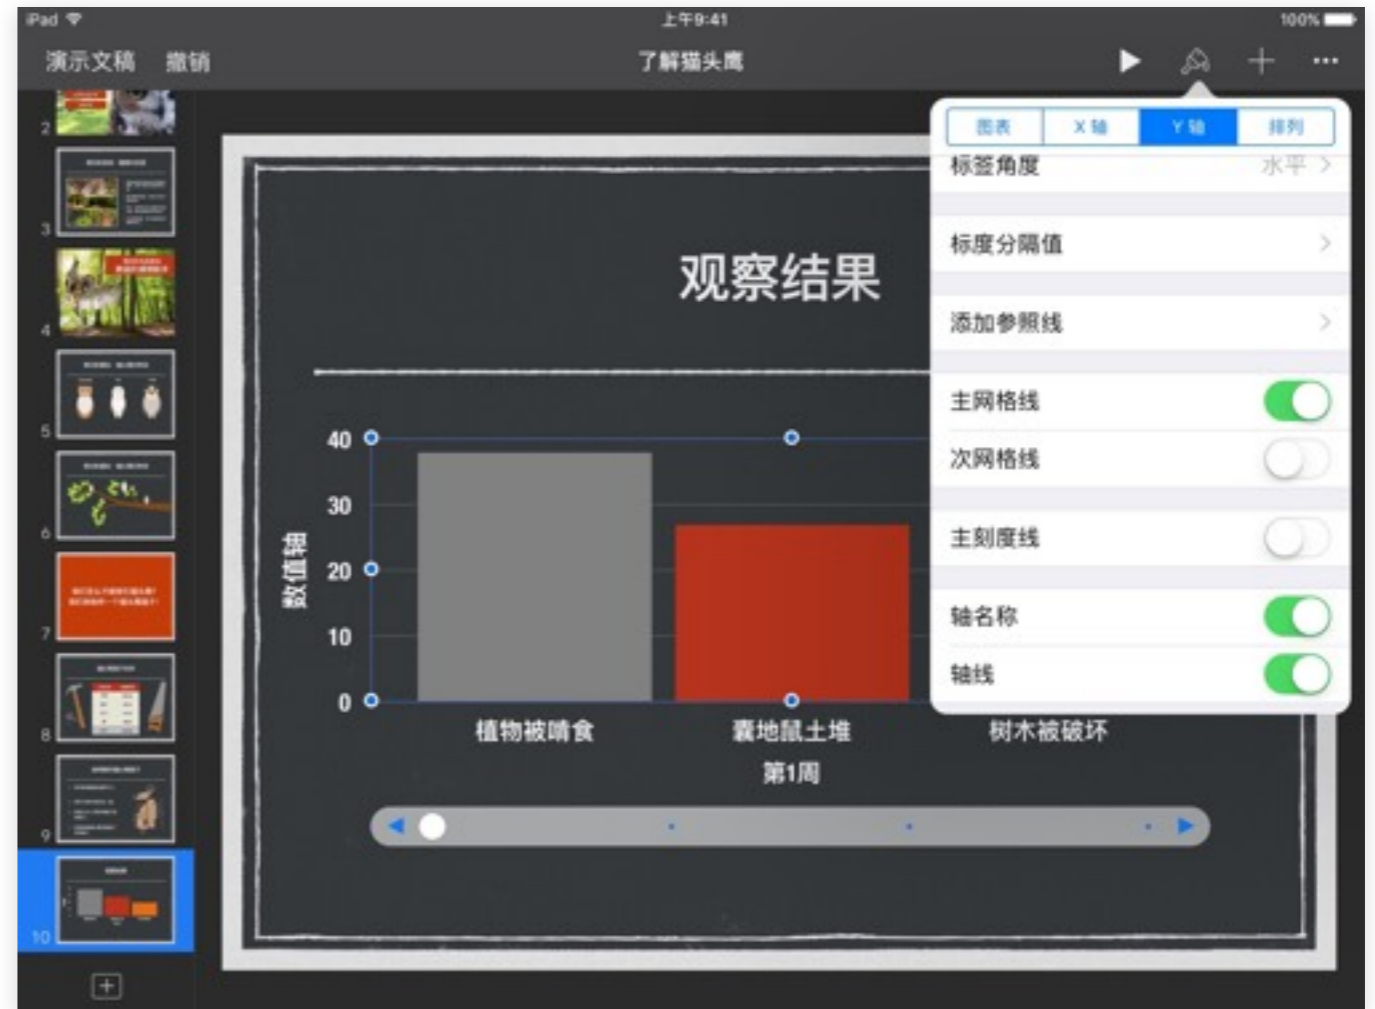 iPad 上午9:41 100%
演示文稿 撤销 了解猫头鹰
图表 X 轴 Y 轴 排列
标签角度 水平
标度分隔值
添加参照线
主网格线
次网格线
主刻度线
轴名称
轴线
2
3
4
5
6
7
8
9
10
观察结果
数值轴
40
30
20
10
0
植物被啃食 囊地鼠土堆 树木被破坏
第1周